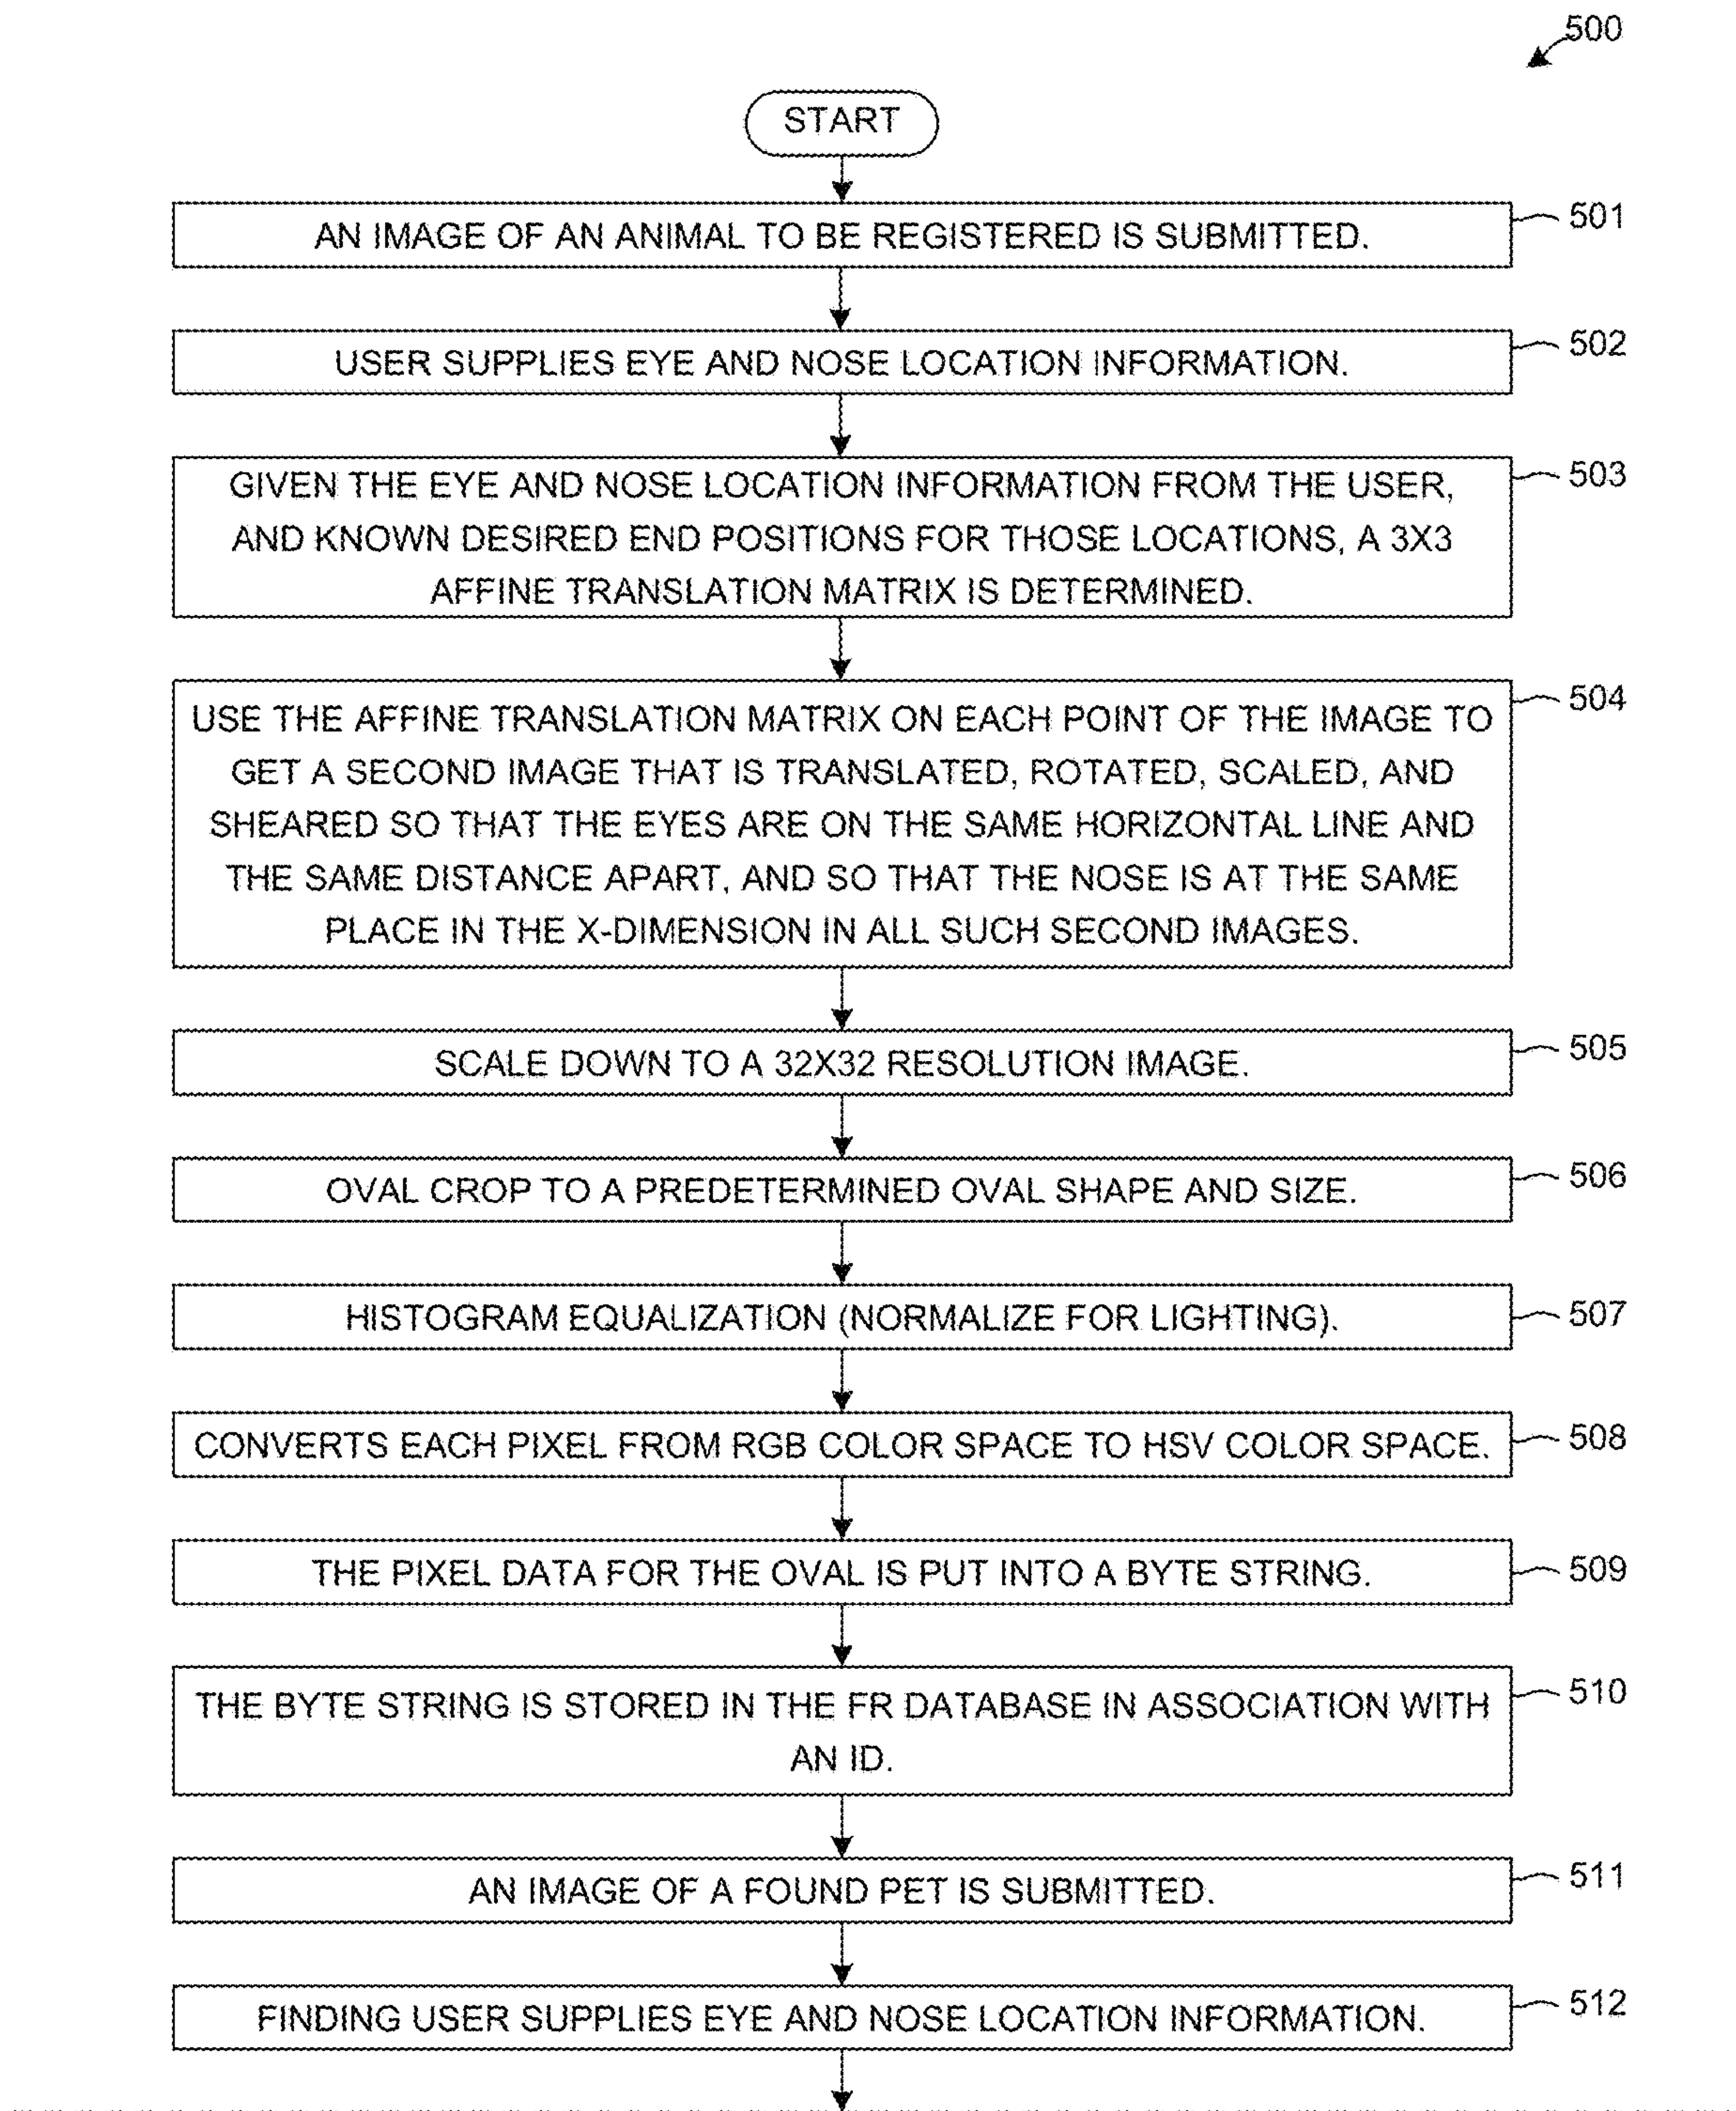 500
START
AN IMAGE OF AN ANIMAL TO BE REGISTERED IS SUBMITTED.
501
USER SUPPLIES EYE AND NOSE LOCATION INFORMATION.
502
GIVEN THE EYE AND NOSE LOCATION INFORMATION FROM THE USER,
AND KNOWN DESIRED END POSITIONS FOR THOSE LOCATIONS, A 3X3
AFFINE TRANSLATION MATRIX IS DETERMINED.
503
USE THE AFFINE TRANSLATION MATRIX ON EACH POINT OF THE IMAGE TO
GET A SECOND IMAGE THAT IS TRANSLATED, ROTATED, SCALED, AND
SHEARED SO THAT THE EYES ARE ON THE SAME HORIZONTAL LINE AND
THE SAME DISTANCE APART, AND SO THAT THE NOSE IS AT THE SAME
PLACE IN THE X-DIMENSION IN ALL SUCH SECOND IMAGES.
504
SCALE DOWN TO A 32X32 RESOLUTION IMAGE.
505
OVAL CROP TO A PREDETERMINED OVAL SHAPE AND SIZE.
506
HISTOGRAM EQUALIZATION (NORMALIZE FOR LIGHTING).
507
CONVERTS EACH PIXEL FROM RGB COLOR SPACE TO HSV COLOR SPACE.
508
THE PIXEL DATA FOR THE OVAL IS PUT INTO A BYTE STRING.
509
THE BYTE STRING IS STORED IN THE FR DATABASE IN ASSOCIATION WITH
AN ID.
510
AN IMAGE OF A FOUND PET IS SUBMITTED.
511
FINDING USER SUPPLIES EYE AND NOSE LOCATION INFORMATION.
512